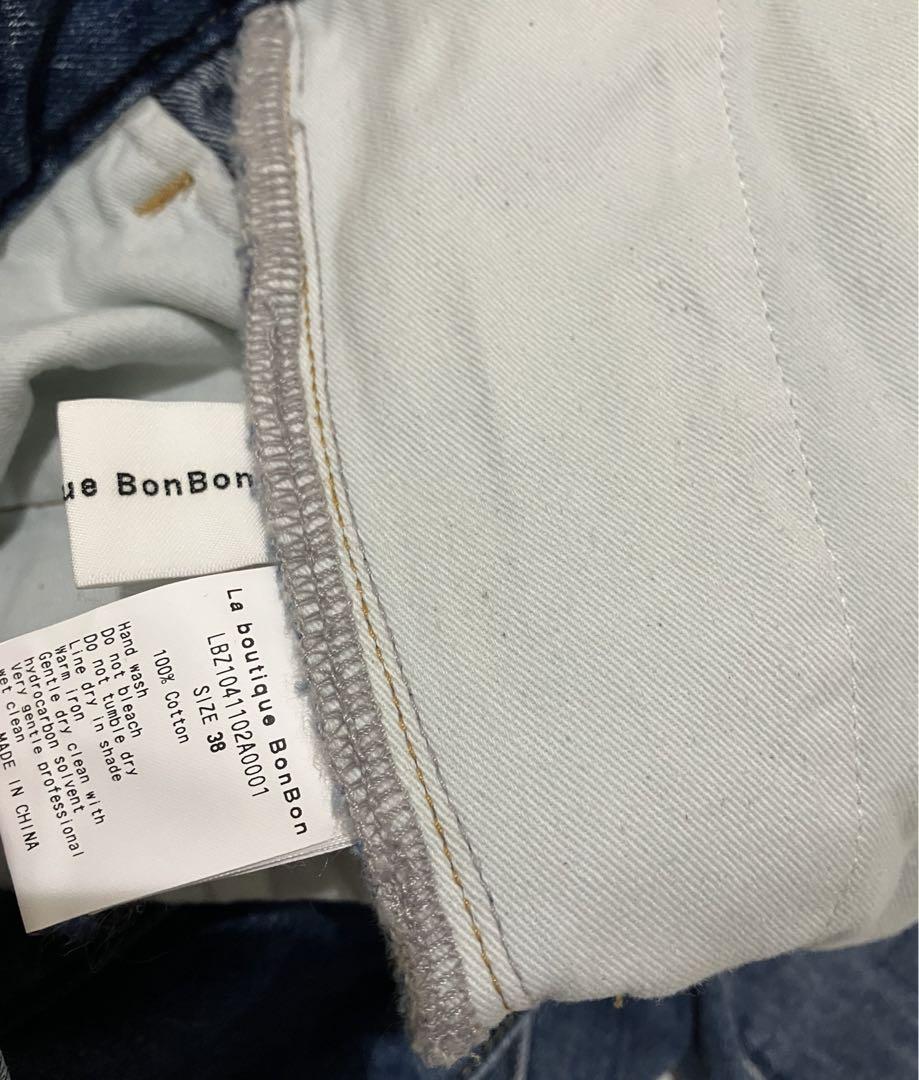 ue BonBon
La boutique BonBon
LBZ1041102A0001
SIZE 38
100% Cotton
Hand wash
Do not bleach
Do not tumble dry
Line dry in shade
Warm iron
Gentle dry clean with
hydrocarbon solvent
Very gentle professional
wet clean
MADE IN CHINA